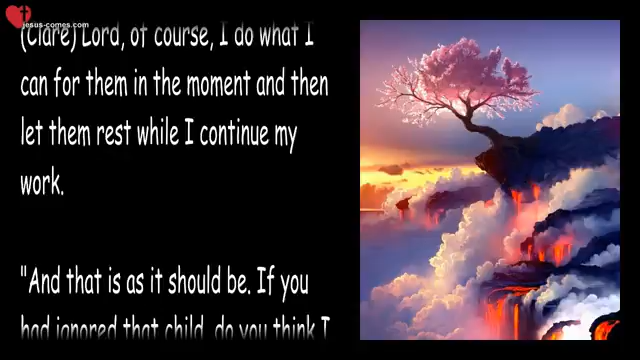 jesus-comes.com
(Clare) Lord, of course, I do what I
can for them in the moment and then
let them rest while I continue my
work.
"And that is as it should be. If you
had ignored that child, do you think I